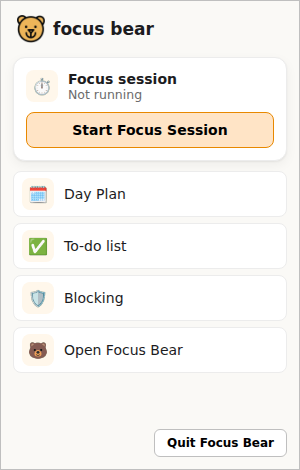 focus bear
Focus session
Not running
Start Focus Session
Day Plan
To-do list
Blocking
Open Focus Bear
Quit Focus Bear